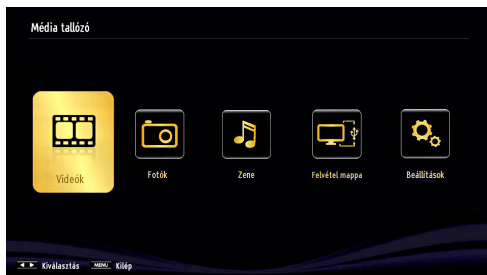 Média tallózó
Videók Fotók Zene Felvétel mappa Beállítások
Kiválasztás MENU Kilép